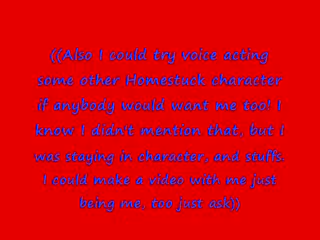 ((Also I could try voice acting
some other Homestuck character
if anybody would want me too! I
know I didn't mention that, but I
was staying in character, and stuffs.
I could make a video with me just
being me, too just ask))